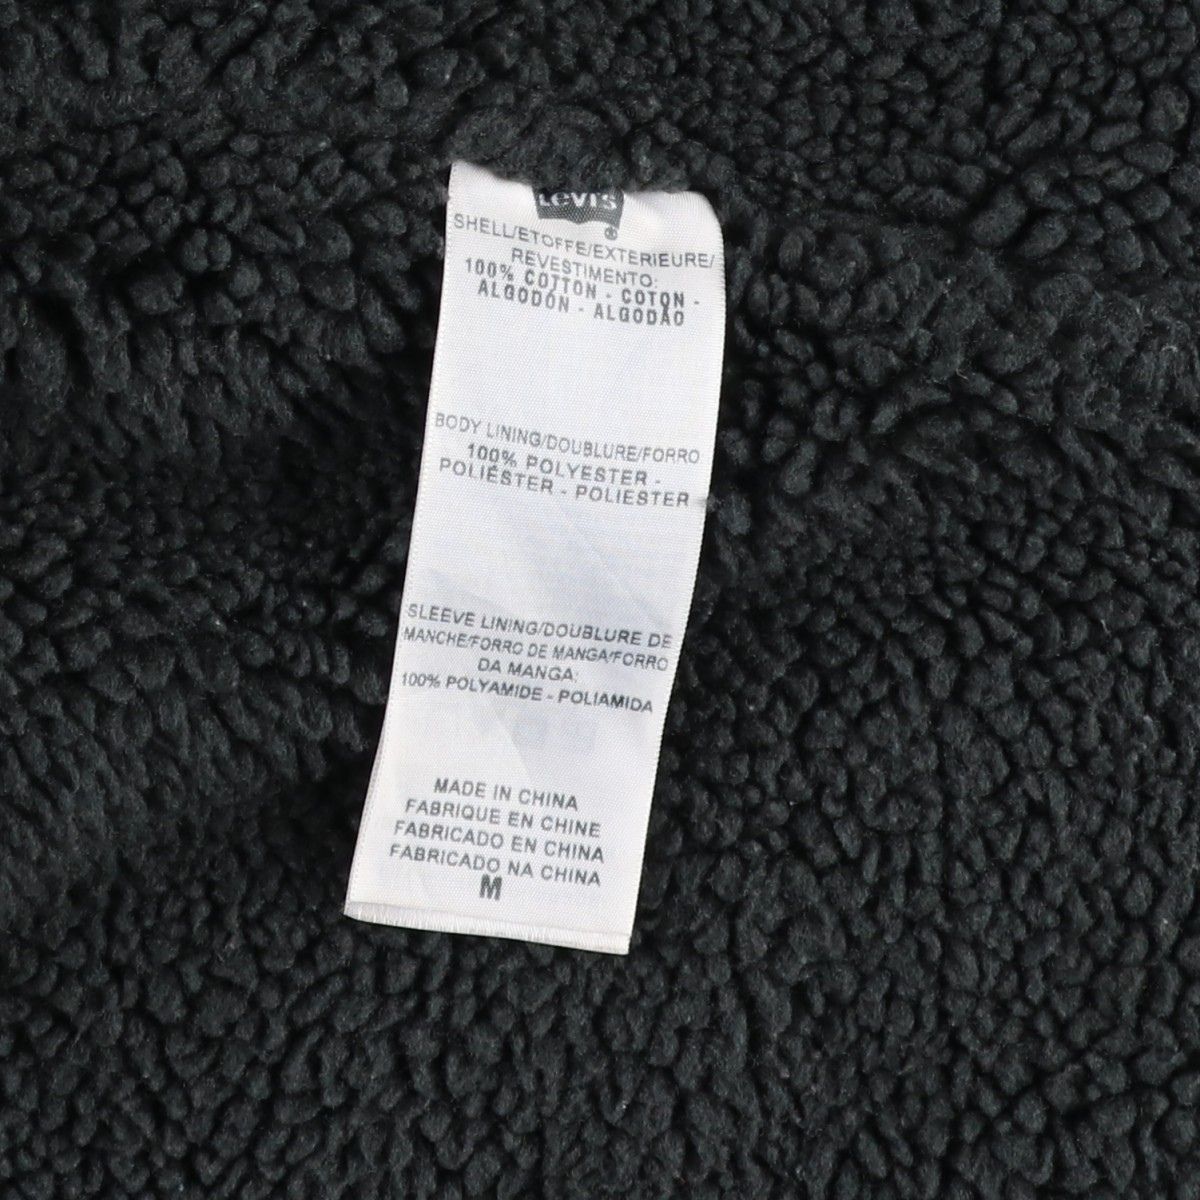 Levi's
®
SHELL/ETOFFE/EXTERIEURE/
REVESTIMENTO:
100% COTTON - COTON -
ALGODÓN - ALGODÃO
BODY LINING/DOUBLURE/FORRO
100% POLYESTER -
POLIÉSTER - POLIESTER
SLEEVE LINING/DOUBLURE DE
MANCHE/FORRO DE MANGA/FORRO
DA MANGA:
100% POLYAMIDE - POLIAMIDA
MADE IN CHINA
FABRIQUE EN CHINE
FABRICADO EN CHINA
FABRICADO NA CHINA
M